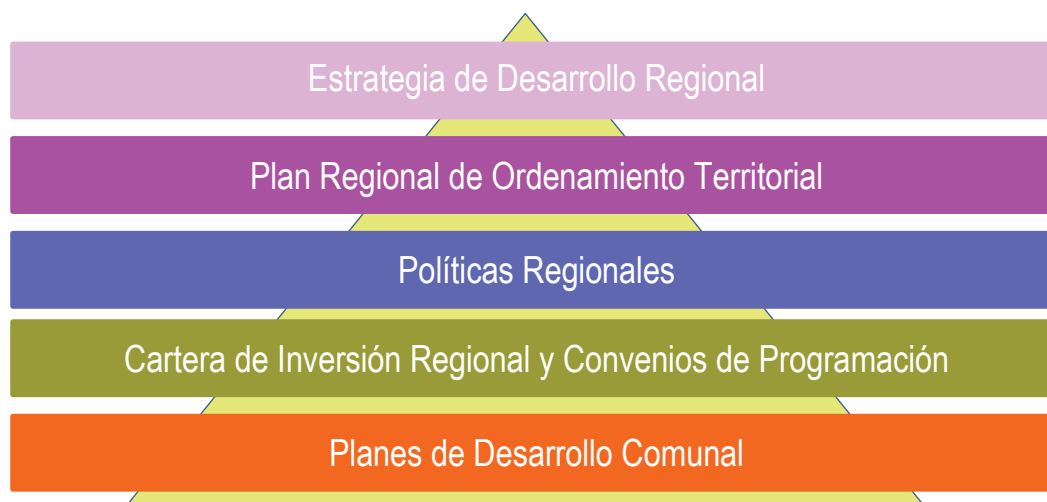 Estrategia de Desarrollo Regional
Plan Regional de Ordenamiento Territorial
Políticas Regionales
Cartera de Inversión Regional y Convenios de Programación
Planes de Desarrollo Comunal